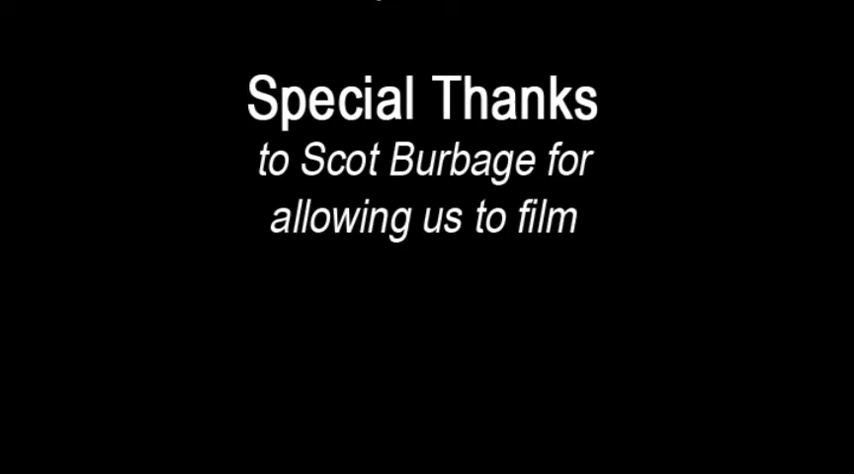 Special Thanks
to Scot Burbage for
allowing us to film